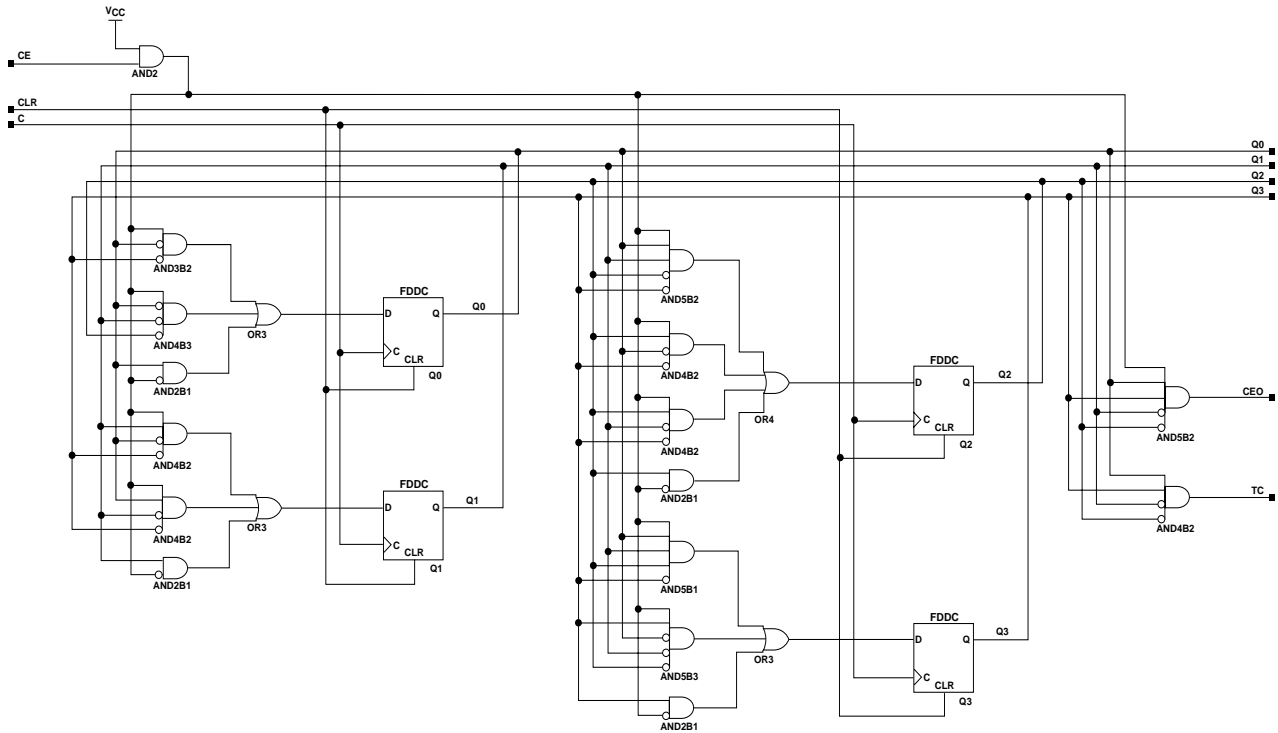 VCC
CE
AND2
CLR
C
Q0
Q1
Q2
Q3
AND3B2
AND4B3
OR3
AND2B1
FDDC
D
Q
C
CLR
Q0
Q0
AND4B2
AND4B2
OR3
AND2B1
FDDC
D
Q
C
CLR
Q1
Q1
AND5B2
AND4B2
AND4B2
OR4
AND2B1
FDDC
D
Q
C
CLR
Q2
Q2
AND5B1
AND5B3
OR3
AND2B1
FDDC
D
Q
C
CLR
Q3
Q3
CEO
AND5B2
TC
AND4B2